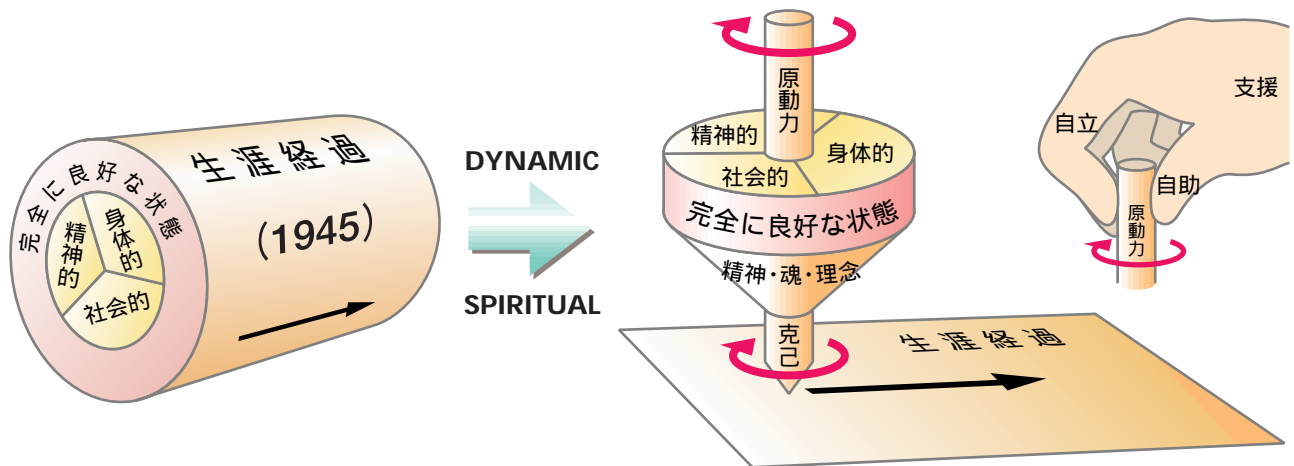 完全に良好な状態
精神的
身体的
社会的
生涯経過
(1945)
DYNAMIC
SPIRITUAL
原動力
精神的
身体的
社会的
完全に良好な状態
精神・魂・理念
克己
生涯経過
支援
自立
自助
原動力